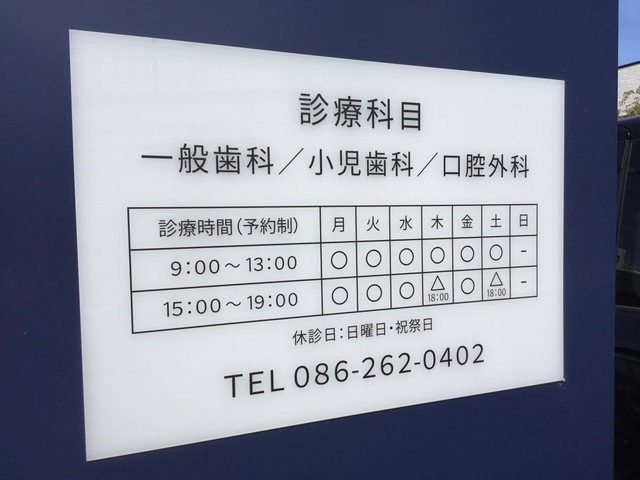 診療科目
一般歯科／小児歯科／口腔外科
診療時間（予約制） 月 火 水 木 金 土 日
9:00～13:00 ○ ○ ○ ○ ○ ○ -
15:00～19:00 ○ ○ ○ △ 18:00 ○ △ 18:00 -
休診日：日曜日・祝祭日
TEL 086-262-0402